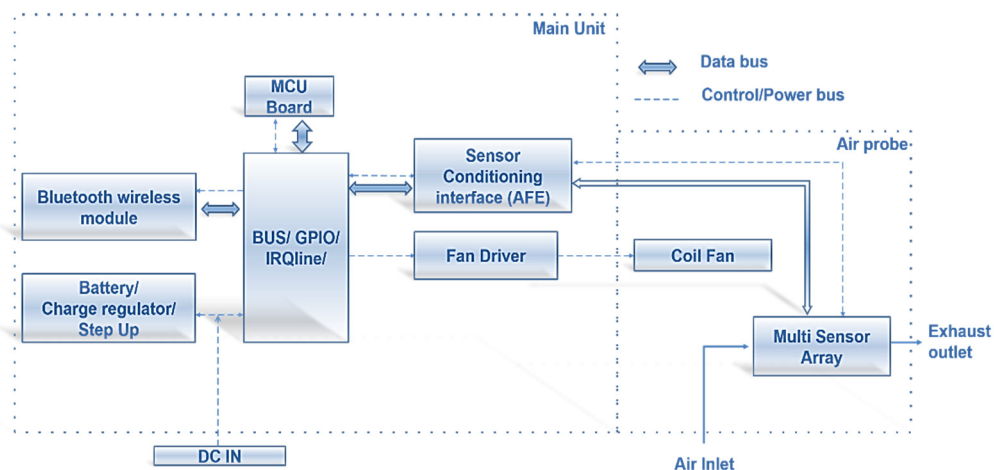 Main Unit
Data bus
Control/Power bus
MCU
Board
Air probe
Sensor
Conditioning
interface (AFE)
Bluetooth wireless
module
BUS/ GPIO/
IRQline/
Fan Driver
Coil Fan
Battery/
Charge regulator/
Step Up
Multi Sensor
Array
Exhaust
outlet
DC IN
Air Inlet